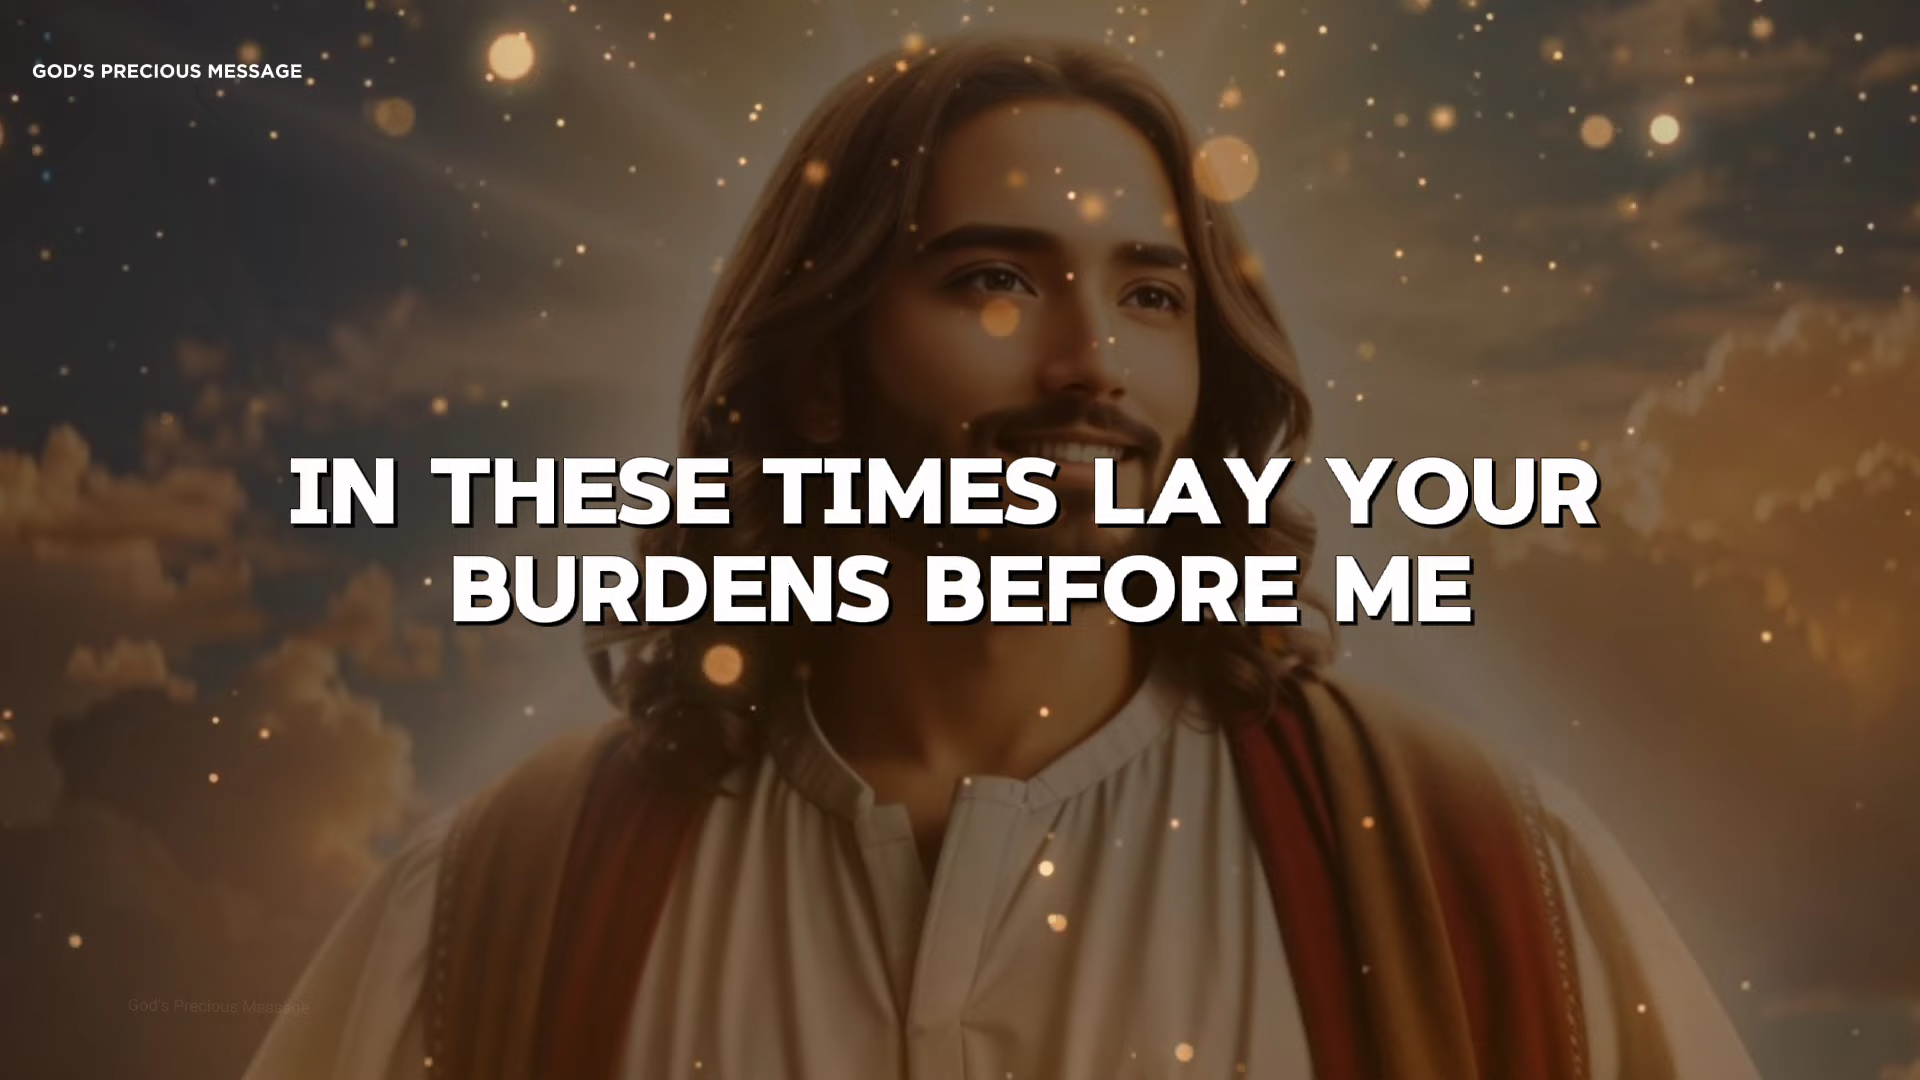 GOD'S PRECIOUS MESSAGE
IN THESE TIMES LAY YOUR
BURDENS BEFORE ME
God's Precious Message